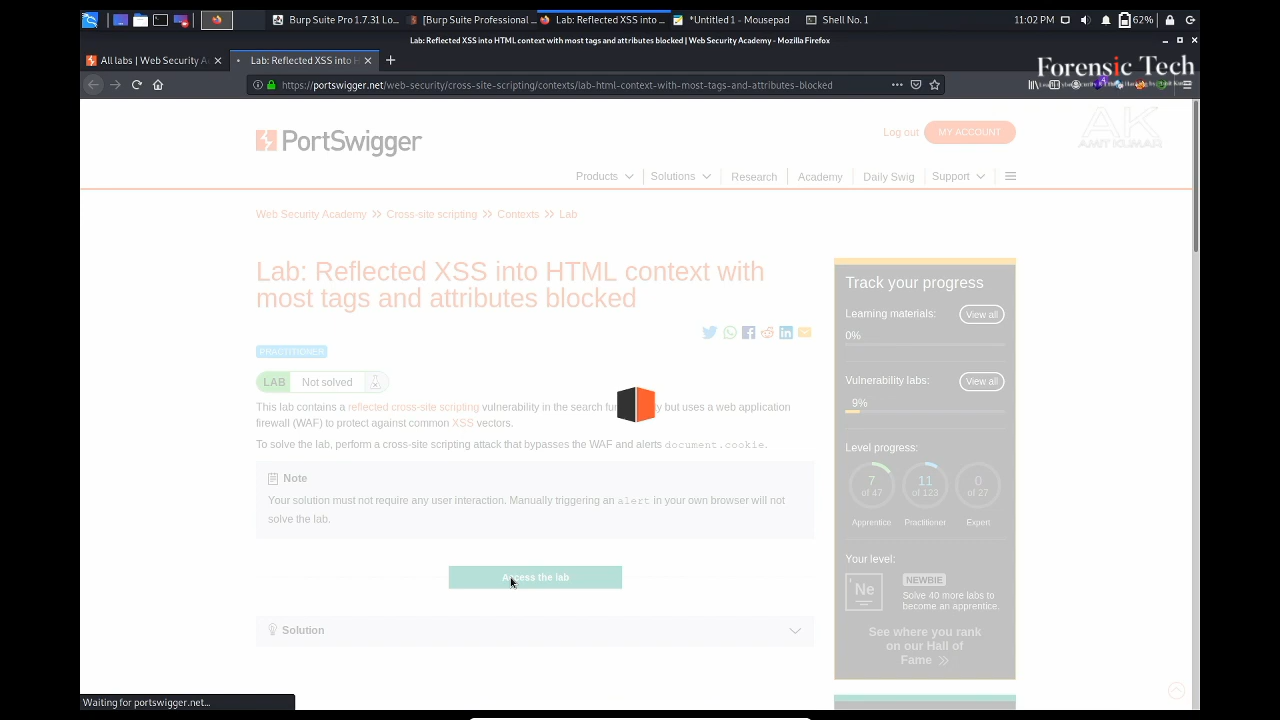 Burp Suite Pro 1.7.31 Lo...
[Burp Suite Professional ...
Lab: Reflected XSS into ...
*Untitled 1 - Mousepad
Shell No. 1
11:02 PM
62%
Lab: Reflected XSS into HTML context with most tags and attributes blocked | Web Security Academy - Mozilla Firefox
All labs | Web Security A
Lab: Reflected XSS into H
Forensic Tech
https://portswigger.net/web-security/cross-site-scripting/contexts/lab-html-context-with-most-tags-and-attributes-blocked
AK
AMIT KUMAR
PortSwigger
Log out
MY ACCOUNT
Products
Solutions
Research
Academy
Daily Swig
Support
Web Security Academy >> Cross-site scripting >> Contexts >> Lab
Lab: Reflected XSS into HTML context with
most tags and attributes blocked
PRACTITIONER
LAB Not solved
This lab contains a reflected cross-site scripting vulnerability in the search fun y but uses a web application
firewall (WAF) to protect against common XSS vectors.
To solve the lab, perform a cross-site scripting attack that bypasses the WAF and alerts document.cookie.
Note
Your solution must not require any user interaction. Manually triggering an alert in your own browser will not
solve the lab.
Access the lab
Solution
Track your progress
Learning materials: View all
0%
Vulnerability labs: View all
9%
Level progress:
7 11 0
of 47 of 123 of 27
Apprentice Practitioner Expert
Your level:
Ne
NEWBIE
Solve 40 more labs to
become an apprentice.
See where you rank
on our Hall of
Fame >>
Waiting for portswigger.net...